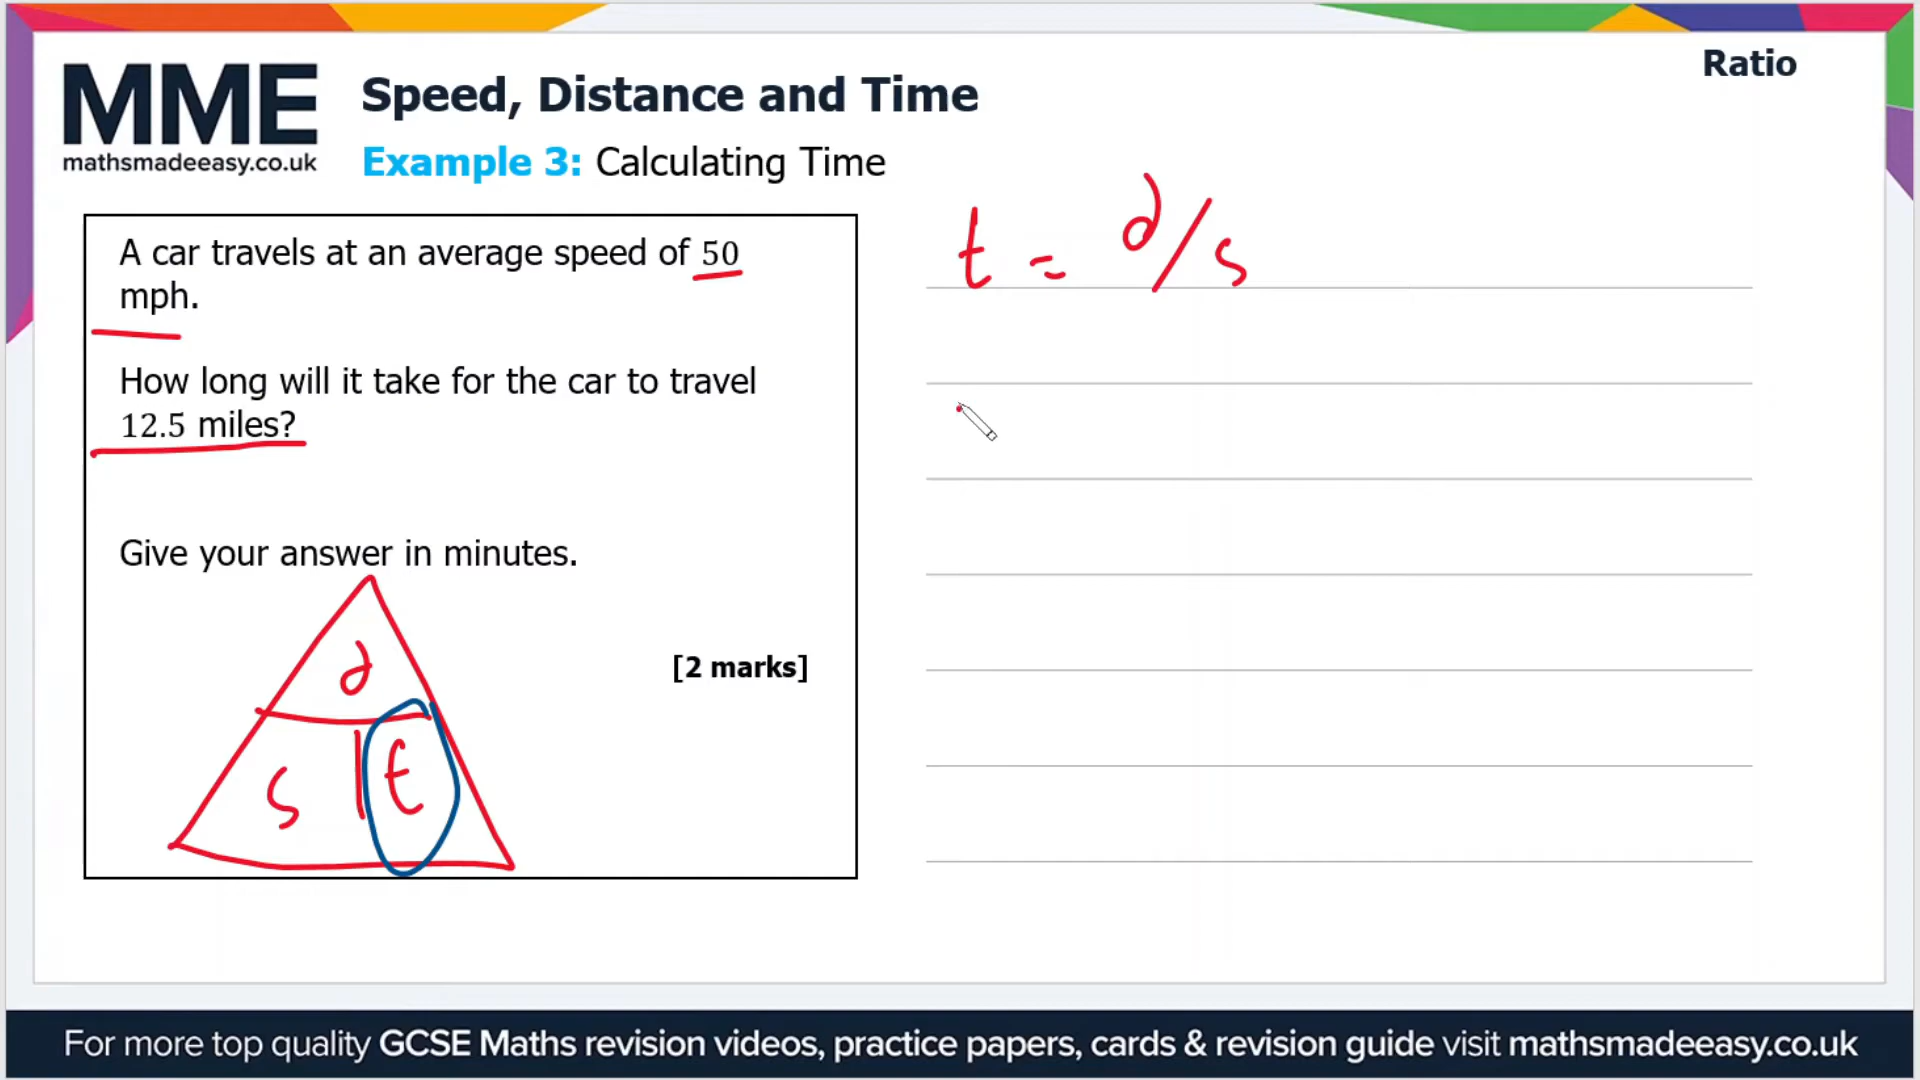 Ratio
MME
mathsmadeeasy.co.uk
Speed, Distance and Time
Example 3: Calculating Time
A car travels at an average speed of 50
mph.
How long will it take for the car to travel
12.5 miles?
Give your answer in minutes.
[2 marks]
d
s t
t = d/s
For more top quality GCSE Maths revision videos, practice papers, cards & revision guide visit mathsmadeeasy.co.uk